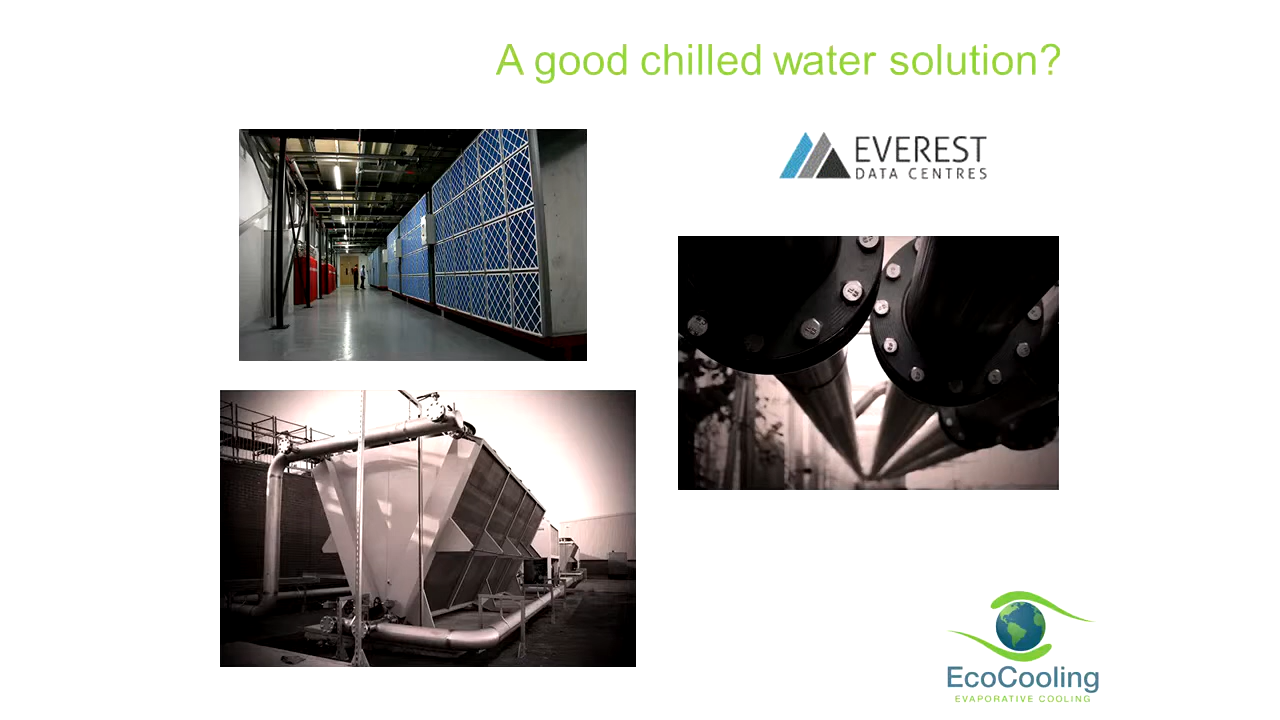 A good chilled water solution?
EVEREST
DATA CENTRES
EcoCooling
EVAPORATIVE COOLING